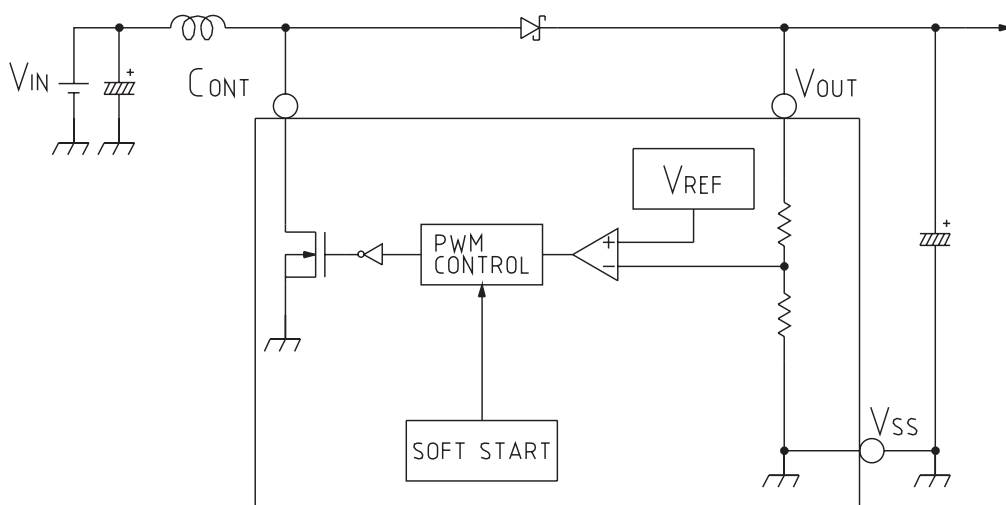 VIN
+
CONT
VOUT
VREF
+
PWM
CONTROL
+
−
VSS
SOFT START